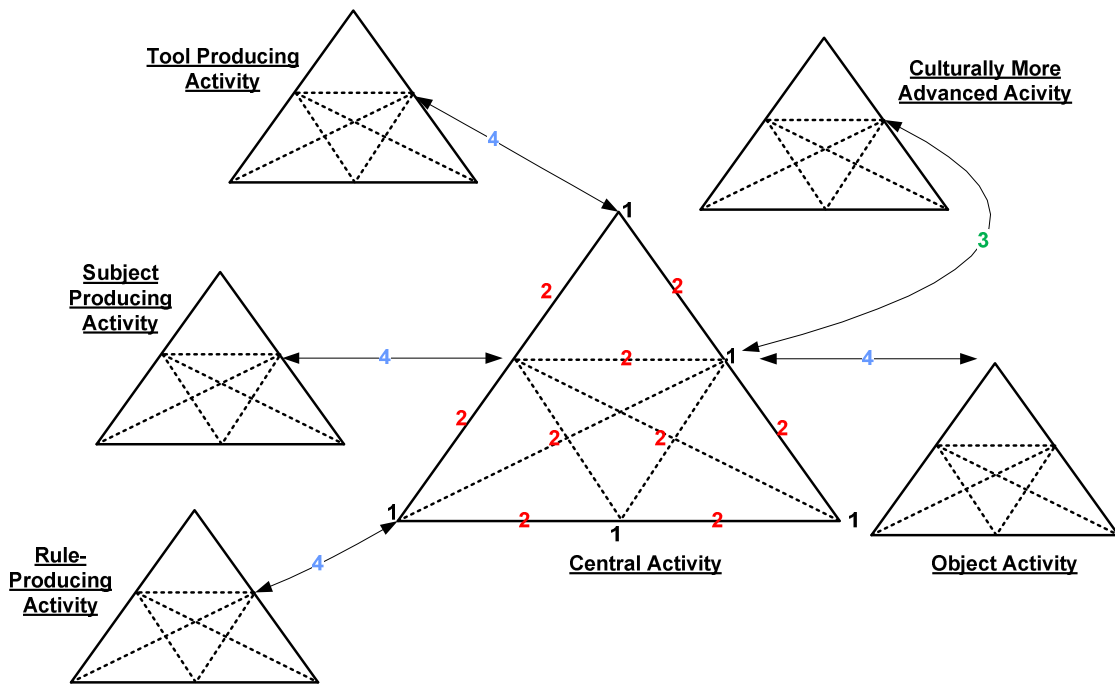 Tool Producing
Activity
Culturally More
Advanced Acivity
4
1
3
Subject
Producing
Activity
2
2
4
2
1
4
2
2
2
2
1
2
2
1
1
Rule-
Producing
Activity
4
Central Activity
Object Activity